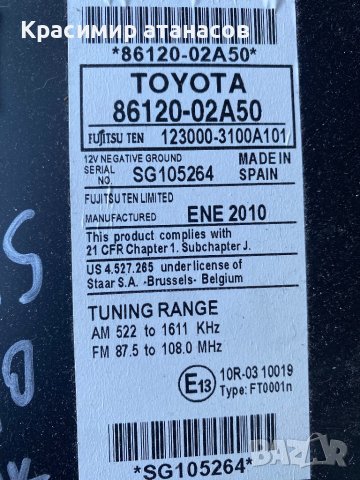 Красимир атанасов
*86120-02A50*
TOYOTA
86120-02A50
FUJITSU TEN 123000-3100A101
12V NEGATIVE GROUND
SERIAL NO. SG105264
MADE IN SPAIN
FUJITSU TEN LIMITED
MANUFACTURED ENE 2010
This product complies with
21 CFR Chapter 1. Subchapter J.
US 4.527.265 under license of
Staar S.A. -Brussels- Belgium
TUNING RANGE
AM 522 to 1611 KHz
FM 87.5 to 108.0 MHz
E13 10R-03 10019
Type: FT0001n
*SG105264*
BAZAR